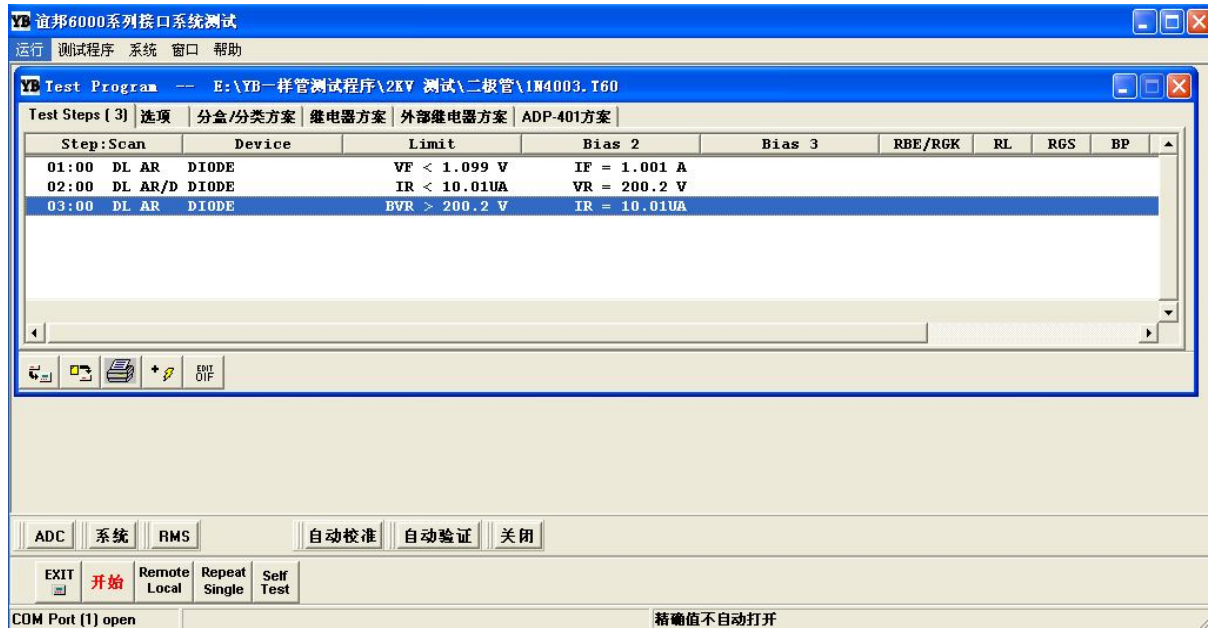 YB 谊邦6000系列接口系统测试
运行 测试程序 系统 窗口 帮助
YB Test Program -- E:\YB一样管测试程序\2KV 测试\二极管\1N4003.T60
Test Steps ( 3) 选项 分盒/分类方案 继电器方案 外部继电器方案 ADP-401方案
Step:Scan Device Limit Bias 2 Bias 3 RBE/RGK RL RGS BP
01:00 DL AR DIODE VF < 1.099 V IF = 1.001 A
02:00 DL AR/D DIODE IR < 10.01UA VR = 200.2 V
03:00 DL AR DIODE BVR > 200.2 V IR = 10.01UA
EDIT
OIF
ADC 系统 RMS 自动校准 自动验证 关闭
EXIT 开始 Remote Local Repeat Single Self Test
COM Port (1) open 精确值不自动打开